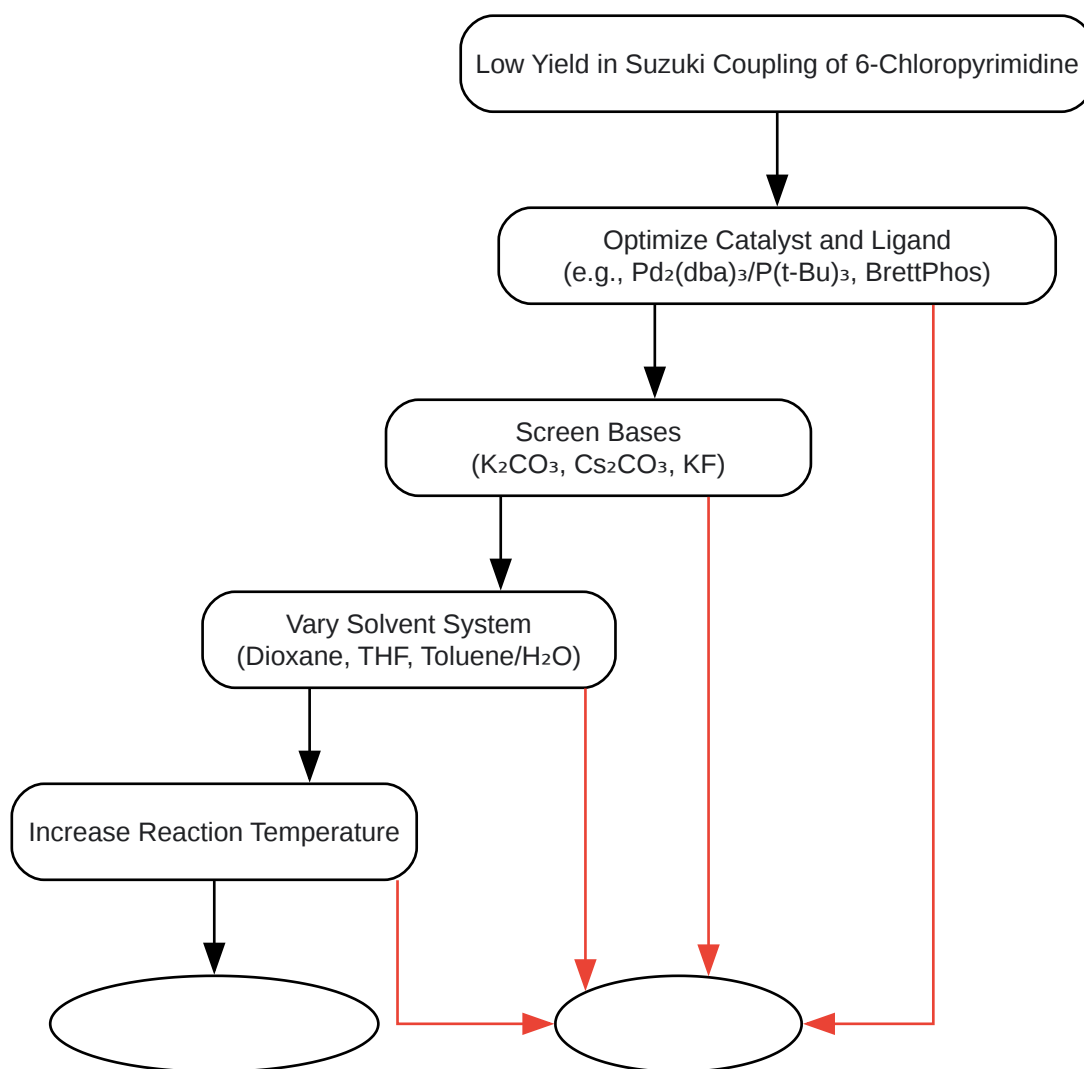 Low Yield in Suzuki Coupling of 6-Chloropyrimidine
Optimize Catalyst and Ligand
(e.g., Pd₂(dba)₃/P(t-Bu)₃, BrettPhos)
Screen Bases
(K₂CO₃, Cs₂CO₃, KF)
Vary Solvent System
(Dioxane, THF, Toluene/H₂O)
Increase Reaction Temperature